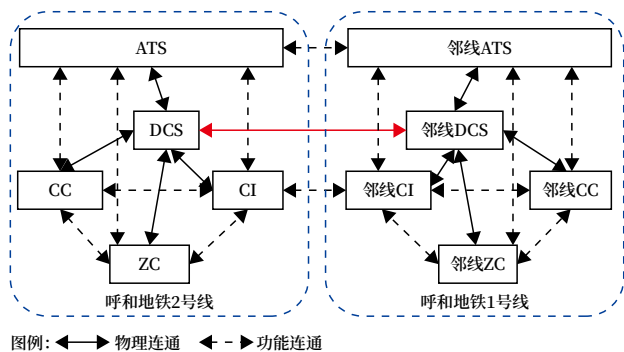 ATS
邻线ATS
DCS
邻线DCS
CC
CI
邻线CI
邻线CC
ZC
邻线ZC
呼和地铁2号线
呼和地铁1号线
图例：
物理连通
功能连通